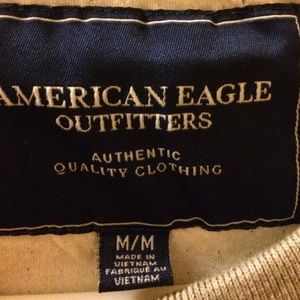 AMERICAN EAGLE
OUTFITTERS
AUTHENTIC
QUALITY CLOTHING
M/M
MADE IN
VIETNAM
FABRIQUÉ AU
VIETNAM